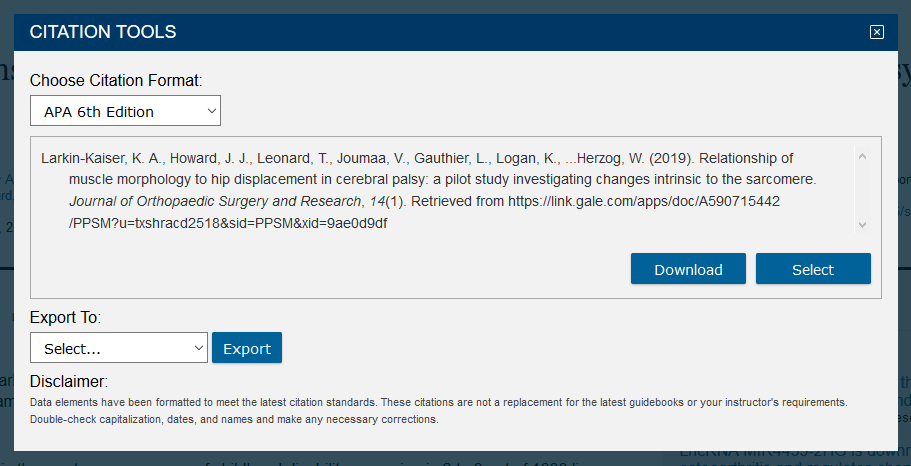 CITATION TOOLS
Choose Citation Format:
APA 6th Edition
Larkin-Kaiser, K. A., Howard, J. J., Leonard, T., Joumaa, V., Gauthier, L., Logan, K., ...Herzog, W. (2019). Relationship of
muscle morphology to hip displacement in cerebral palsy: a pilot study investigating changes intrinsic to the sarcomere.
Journal of Orthopaedic Surgery and Research, 14(1). Retrieved from https://link.gale.com/apps/doc/A590715442
/PPSM?u=txshracd2518&sid=PPSM&xid=9ae0d9df
Download Select
Export To:
Select... Export
Disclaimer:
Data elements have been formatted to meet the latest citation standards. These citations are not a replacement for the latest guidebooks or your instructor's requirements.
Double-check capitalization, dates, and names and make any necessary corrections.